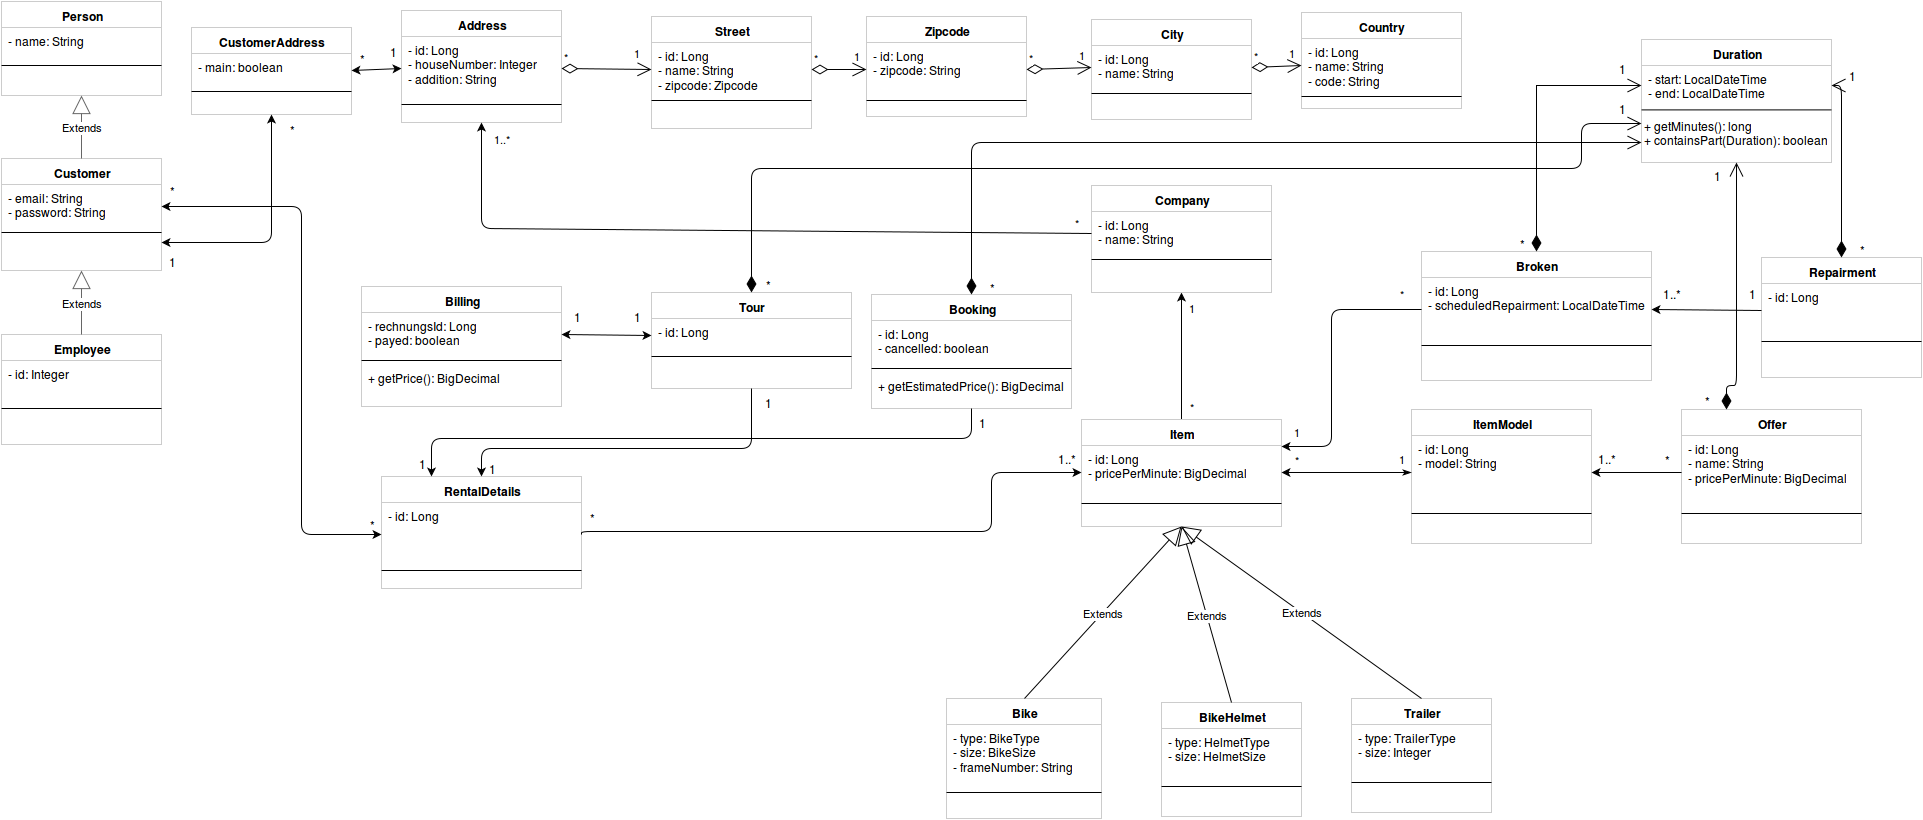 Person
- name: String
Extends
Customer
- email: String
- password: String
*
1
Extends
Employee
- id: Integer
CustomerAddress
- main: boolean
*
1
*
Address
- id: Long
- houseNumber: Integer
- addition: String
*
1
1..*
Street
- id: Long
- name: String
- zipcode: Zipcode
*
1
Zipcode
- id: Long
- zipcode: String
*
1
City
- id: Long
- name: String
*
1
Country
- id: Long
- name: String
- code: String
Duration
- start: LocalDateTime
- end: LocalDateTime
+ getMinutes(): long
+ containsPart(Duration): boolean
1
1
1
1
Company
- id: Long
- name: String
*
1
Billing
- rechnungsId: Long
- payed: boolean
+ getPrice(): BigDecimal
1
1
Tour
- id: Long
*
1
Booking
- id: Long
- cancelled: boolean
+ getEstimatedPrice(): BigDecimal
*
1
Broken
- id: Long
- scheduledRepairment: LocalDateTime
*
*
1..*
1
Repairment
- id: Long
*
RentalDetails
- id: Long
1
1
*
*
1..*
Item
- id: Long
- pricePerMinute: BigDecimal
*
1
*
1
ItemModel
- id: Long
- model: String
1..*
*
Offer
- id: Long
- name: String
- pricePerMinute: BigDecimal
*
Extends
Extends
Extends
Bike
- type: BikeType
- size: BikeSize
- frameNumber: String
BikeHelmet
- type: HelmetType
- size: HelmetSize
Trailer
- type: TrailerType
- size: Integer